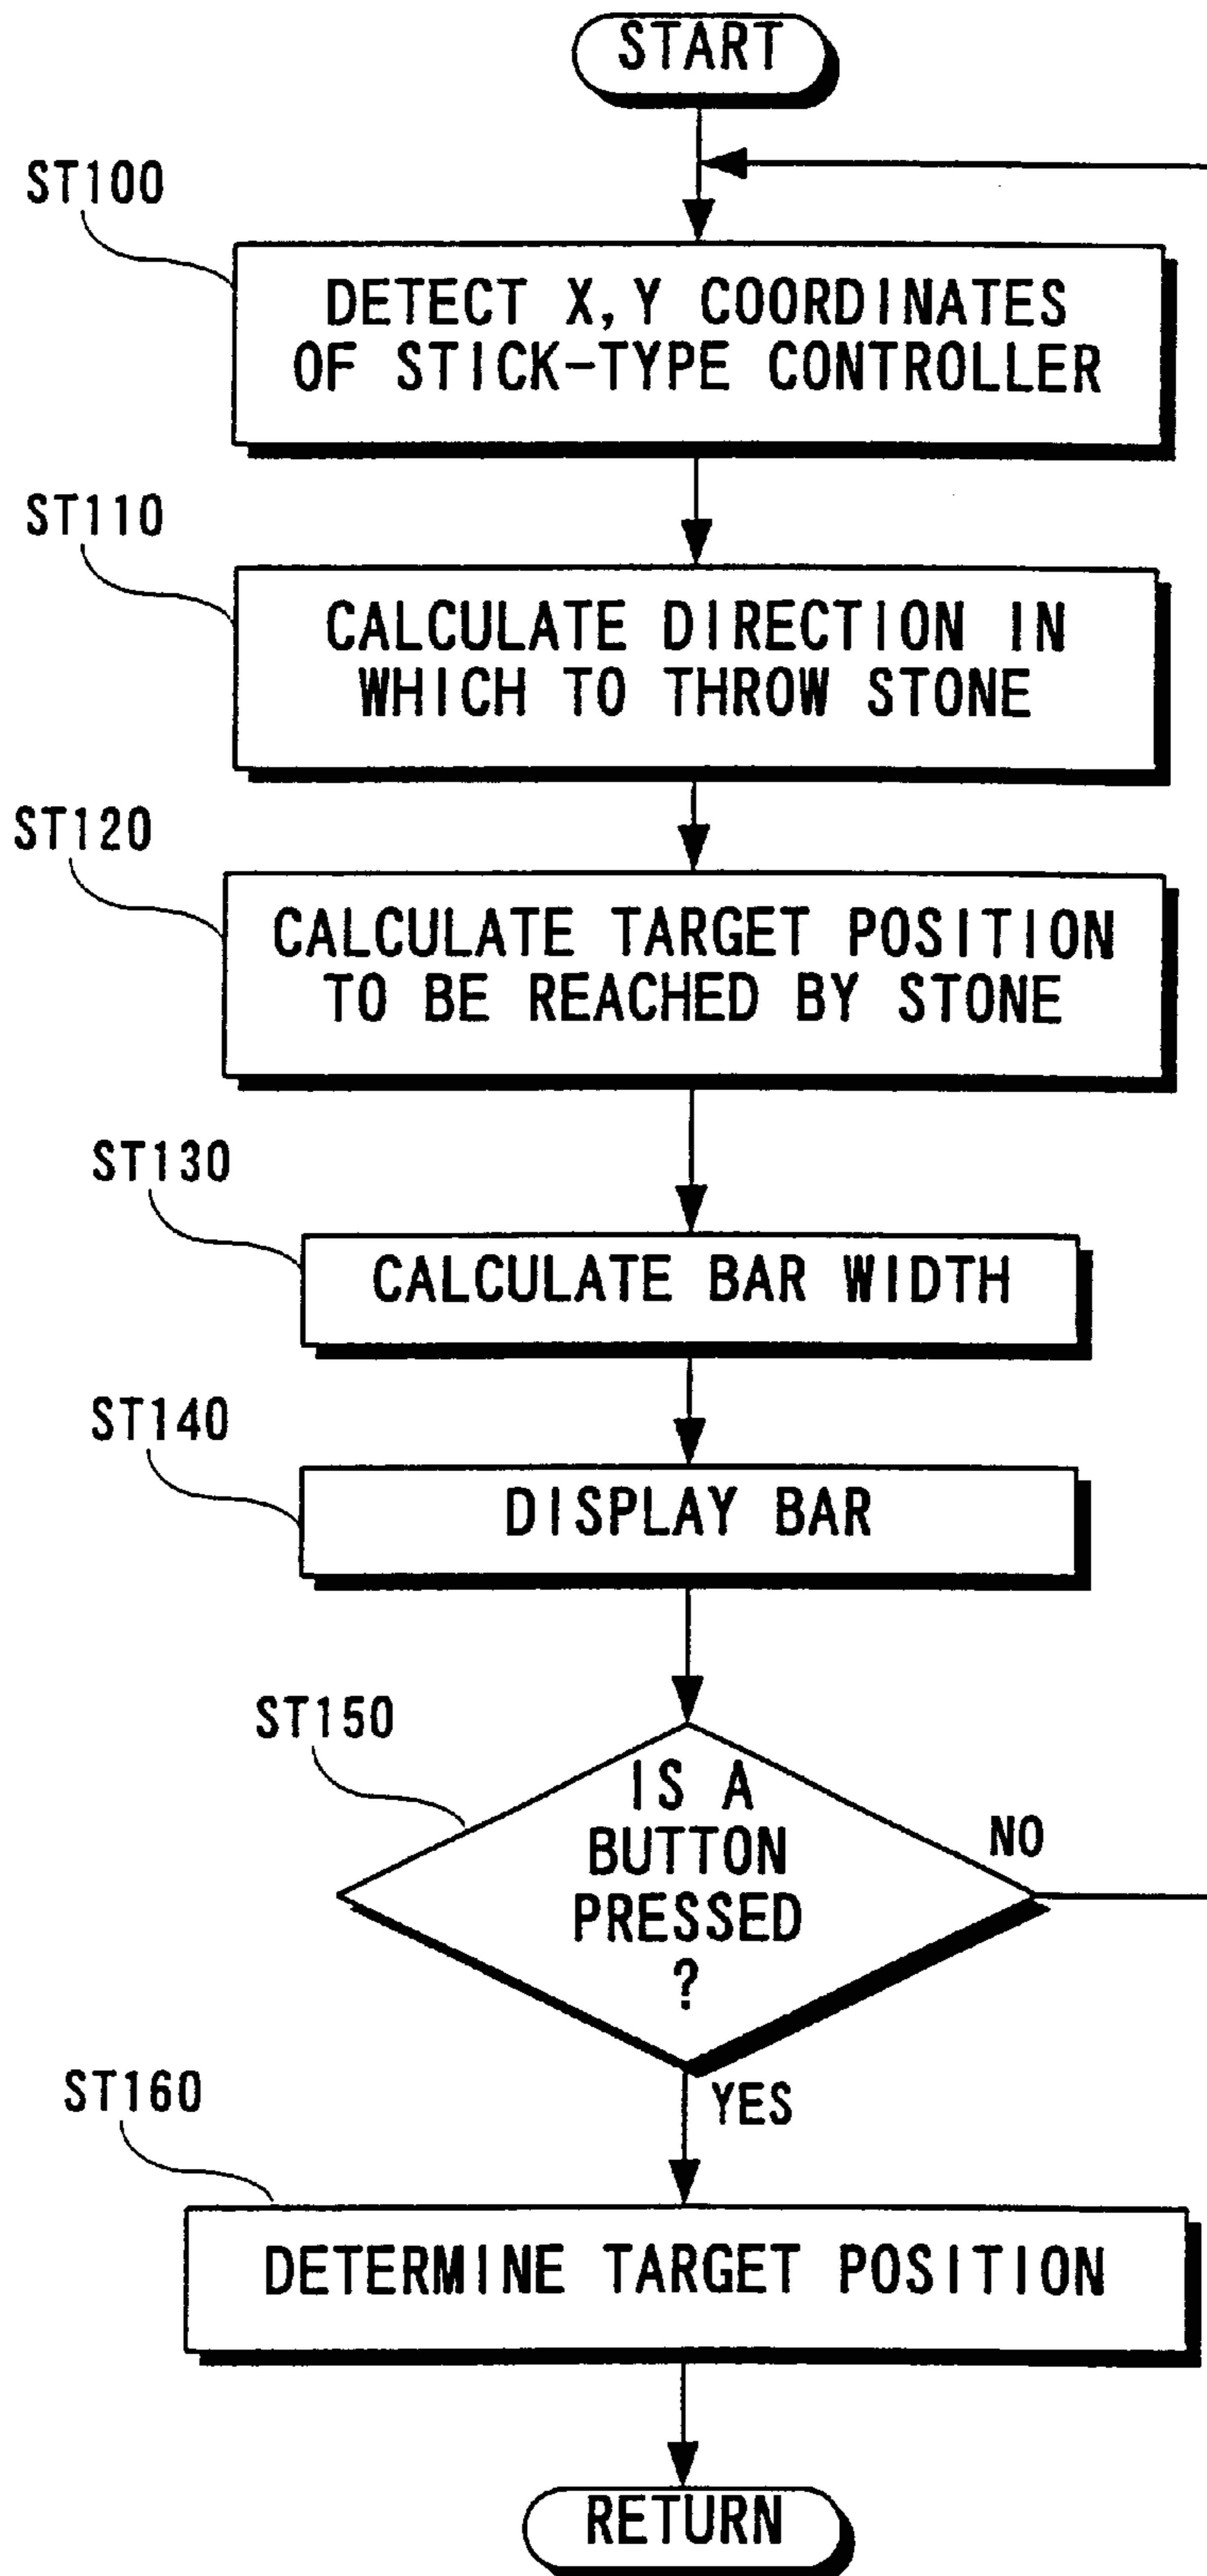 START
ST100
DETECT X,Y COORDINATES
OF STICK-TYPE CONTROLLER
ST110
CALCULATE DIRECTION IN
WHICH TO THROW STONE
ST120
CALCULATE TARGET POSITION
TO BE REACHED BY STONE
ST130
CALCULATE BAR WIDTH
ST140
DISPLAY BAR
ST150
IS A
BUTTON
PRESSED
?
NO
YES
ST160
DETERMINE TARGET POSITION
RETURN